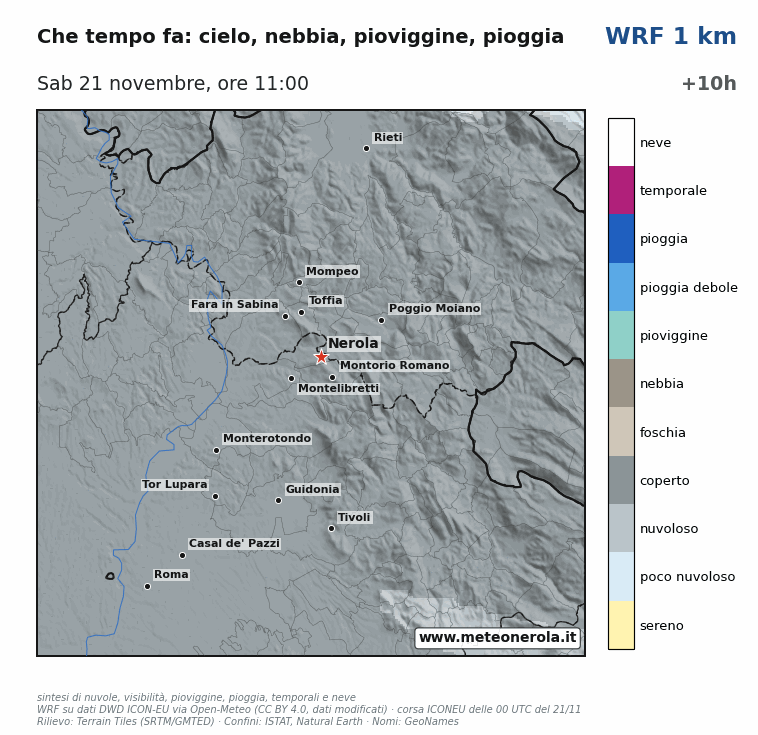 Che tempo fa: cielo, nebbia, pioviggine, pioggia
WRF 1 km
Sab 21 novembre, ore 11:00
+10h
Rieti
Mompeo
Toffia
Fara in Sabina
Poggio Moiano
Nerola
Montorio Romano
Montelibretti
Monterotondo
Tor Lupara
Guidonia
Tivoli
Casal de' Pazzi
Roma
www.meteonerola.it
neve
temporale
pioggia
pioggia debole
pioviggine
nebbia
foschia
coperto
nuvoloso
poco nuvoloso
sereno
sintesi di nuvole, visibilità, pioviggine, pioggia, temporali e neve
WRF su dati DWD ICON-EU via Open-Meteo (CC BY 4.0, dati modificati) · corsa ICONEU delle 00 UTC del 21/11
Rilievo: Terrain Tiles (SRTM/GMTED) · Confini: ISTAT, Natural Earth · Nomi: GeoNames